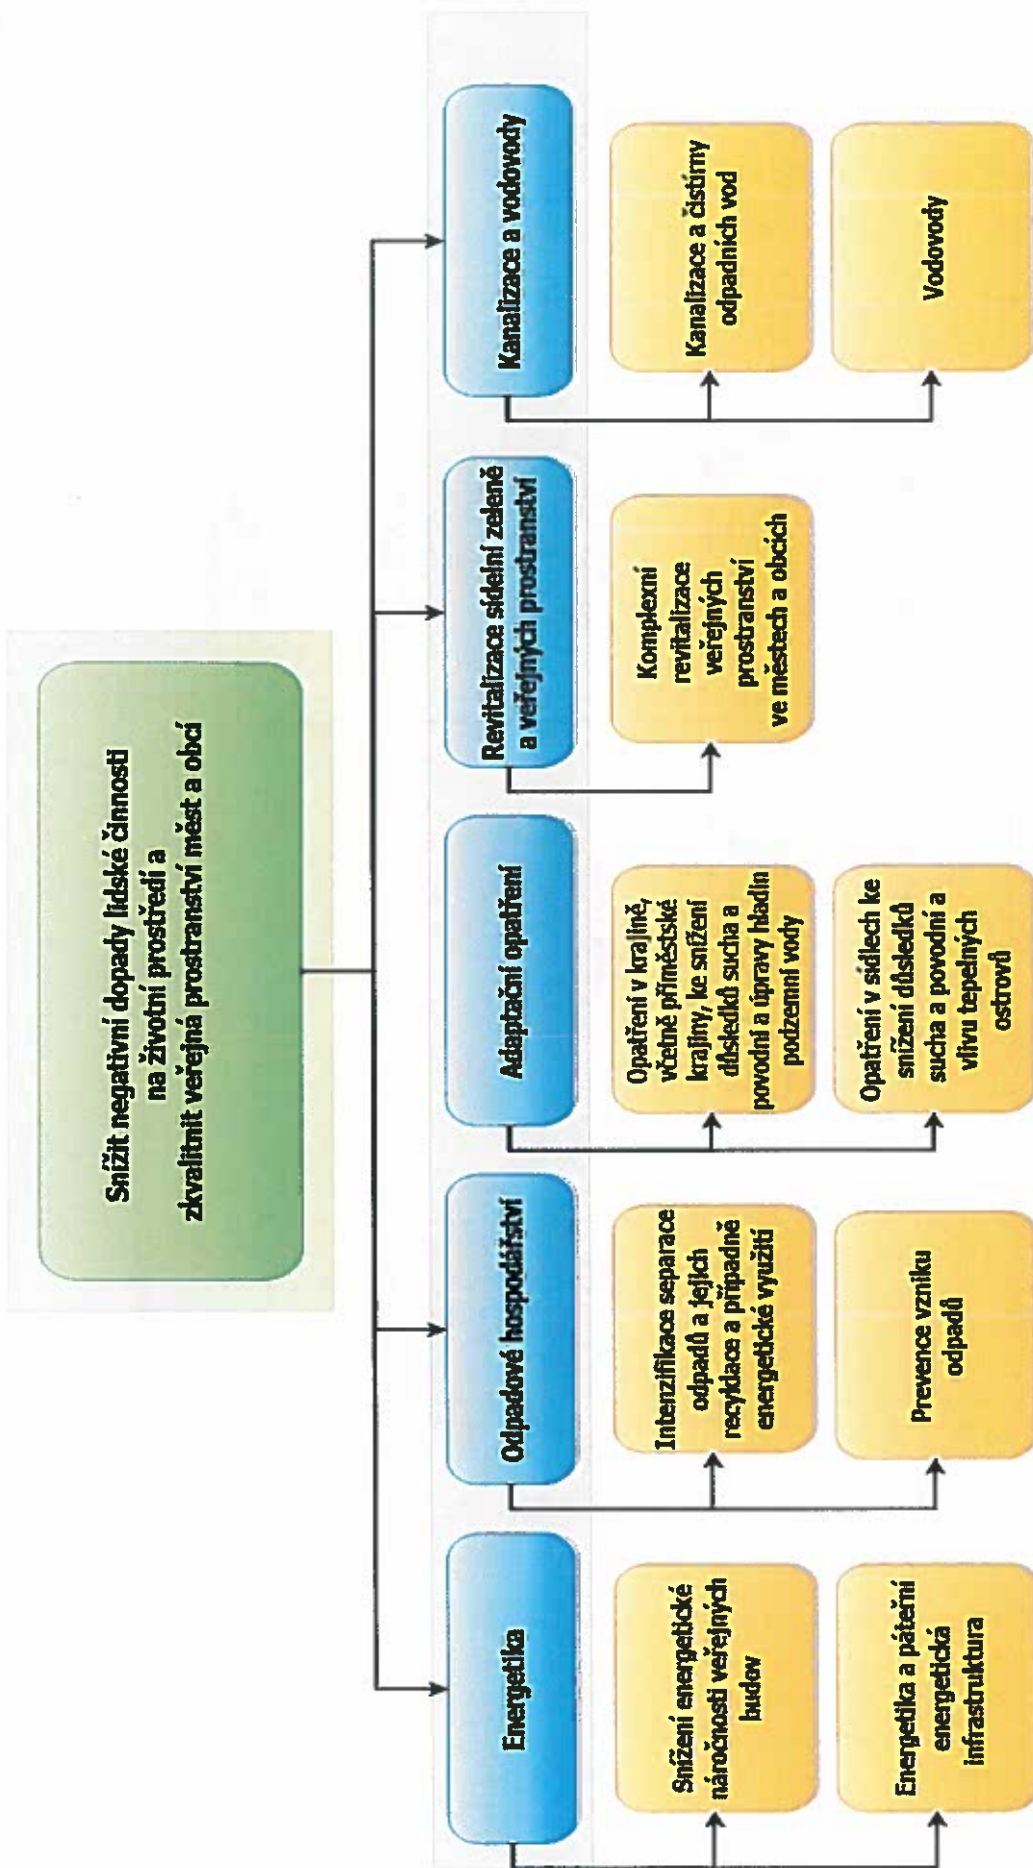 Snížit negativní dopady lidské činnosti
na životní prostředí a
zkvalitnit veřejná prostranství měst a obcí
Energetika
Odpadové hospodářství
Adaptační opatření
Revitalizace sídelní zeleně
a veřejných prostranství
Kanalizace a vodovody
Snížení energetické
náročnosti veřejných
budov
Energetika a páteřní
energetická
infrastruktura
Intenzifikace separace
odpadů a jejich
recyklace a případně
energetické využití
Prevence vzniku
odpadů
Opatření v krajině,
včetně příměstské
krajiny, ke snížení
důsledků sucha a
povodní a úpravy hladin
podzemní vody
Opatření v sídlech ke
snížení důsledků
sucha a povodní a
vlivu tepelných
ostrovů
Komplexní
revitalizace
veřejných
prostranství
ve městech a obcích
Kanalizace a čistírny
odpadních vod
Vodovody